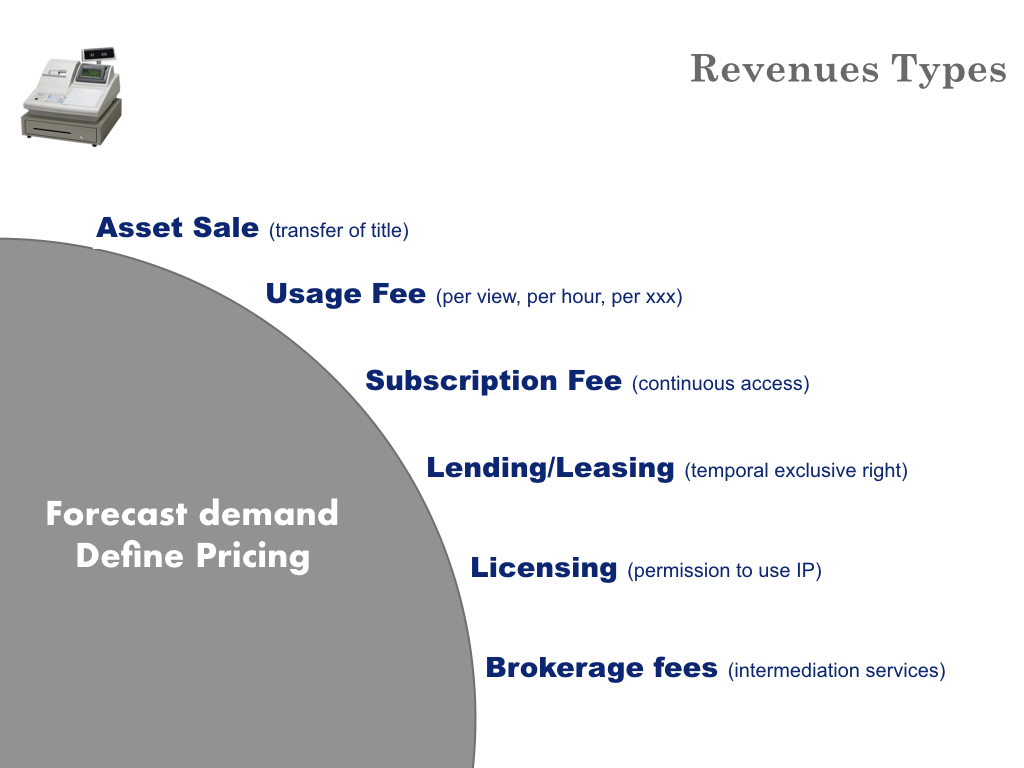 Revenues Types
Asset Sale (transfer of title)
Usage Fee (per view, per hour, per xxx)
Subscription Fee (continuous access)
Lending/Leasing (temporal exclusive right)
Forecast demand
Define Pricing
Licensing (permission to use IP)
Brokerage fees (intermediation services)